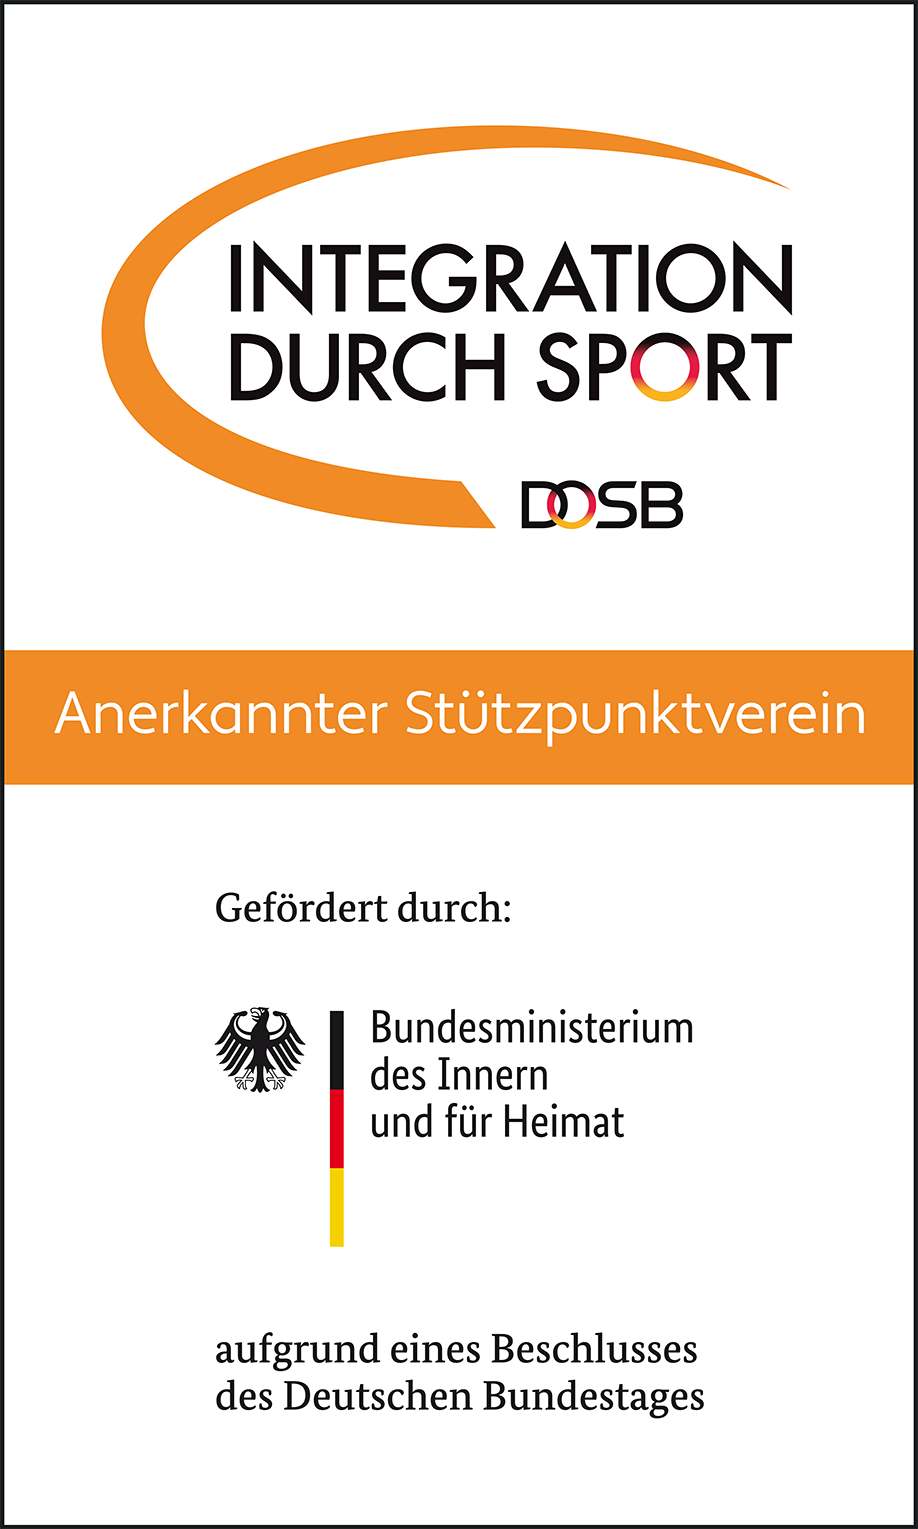 INTEGRATION
DURCH SPORT
DOSB
Anerkannter Stützpunktverein
Gefördert durch:
Bundesministerium
des Innern
und für Heimat
aufgrund eines Beschlusses
des Deutschen Bundestages